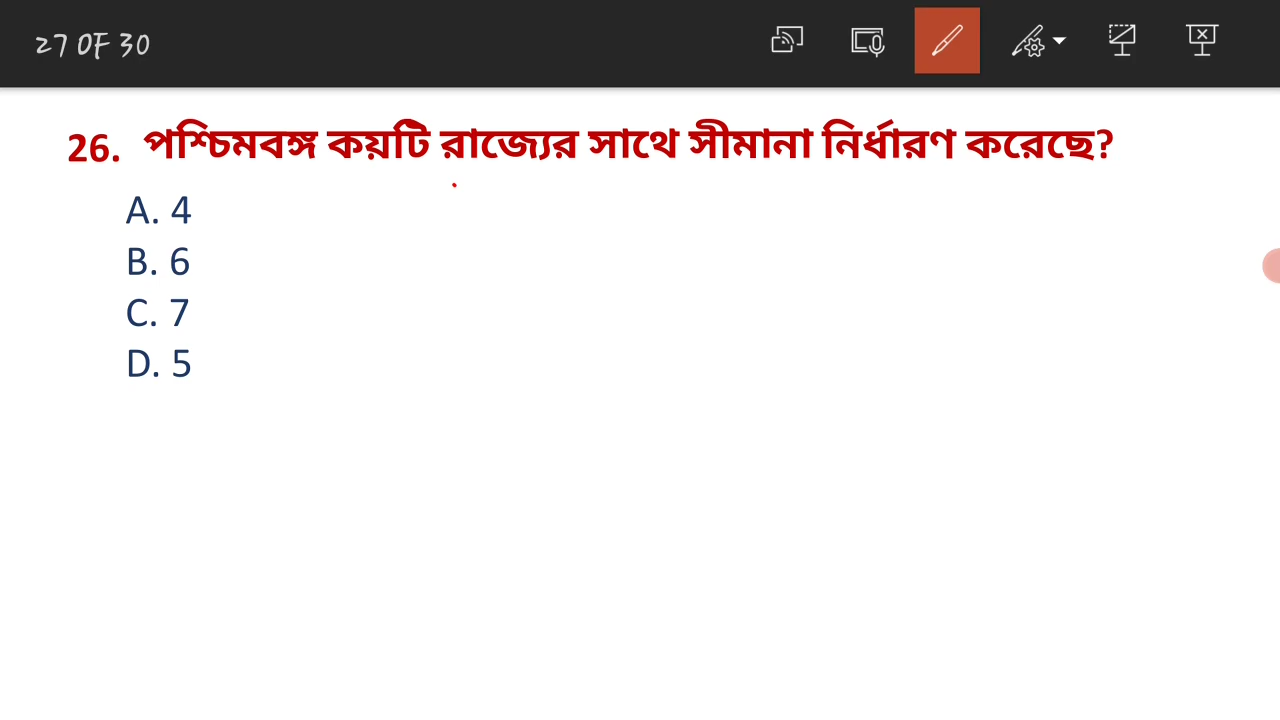 27 OF 30
26. পশ্চিমবঙ্গ কয়টি রাজ্যের সাথে সীমানা নির্ধারণ করেছে?
A. 4
B. 6
C. 7
D. 5